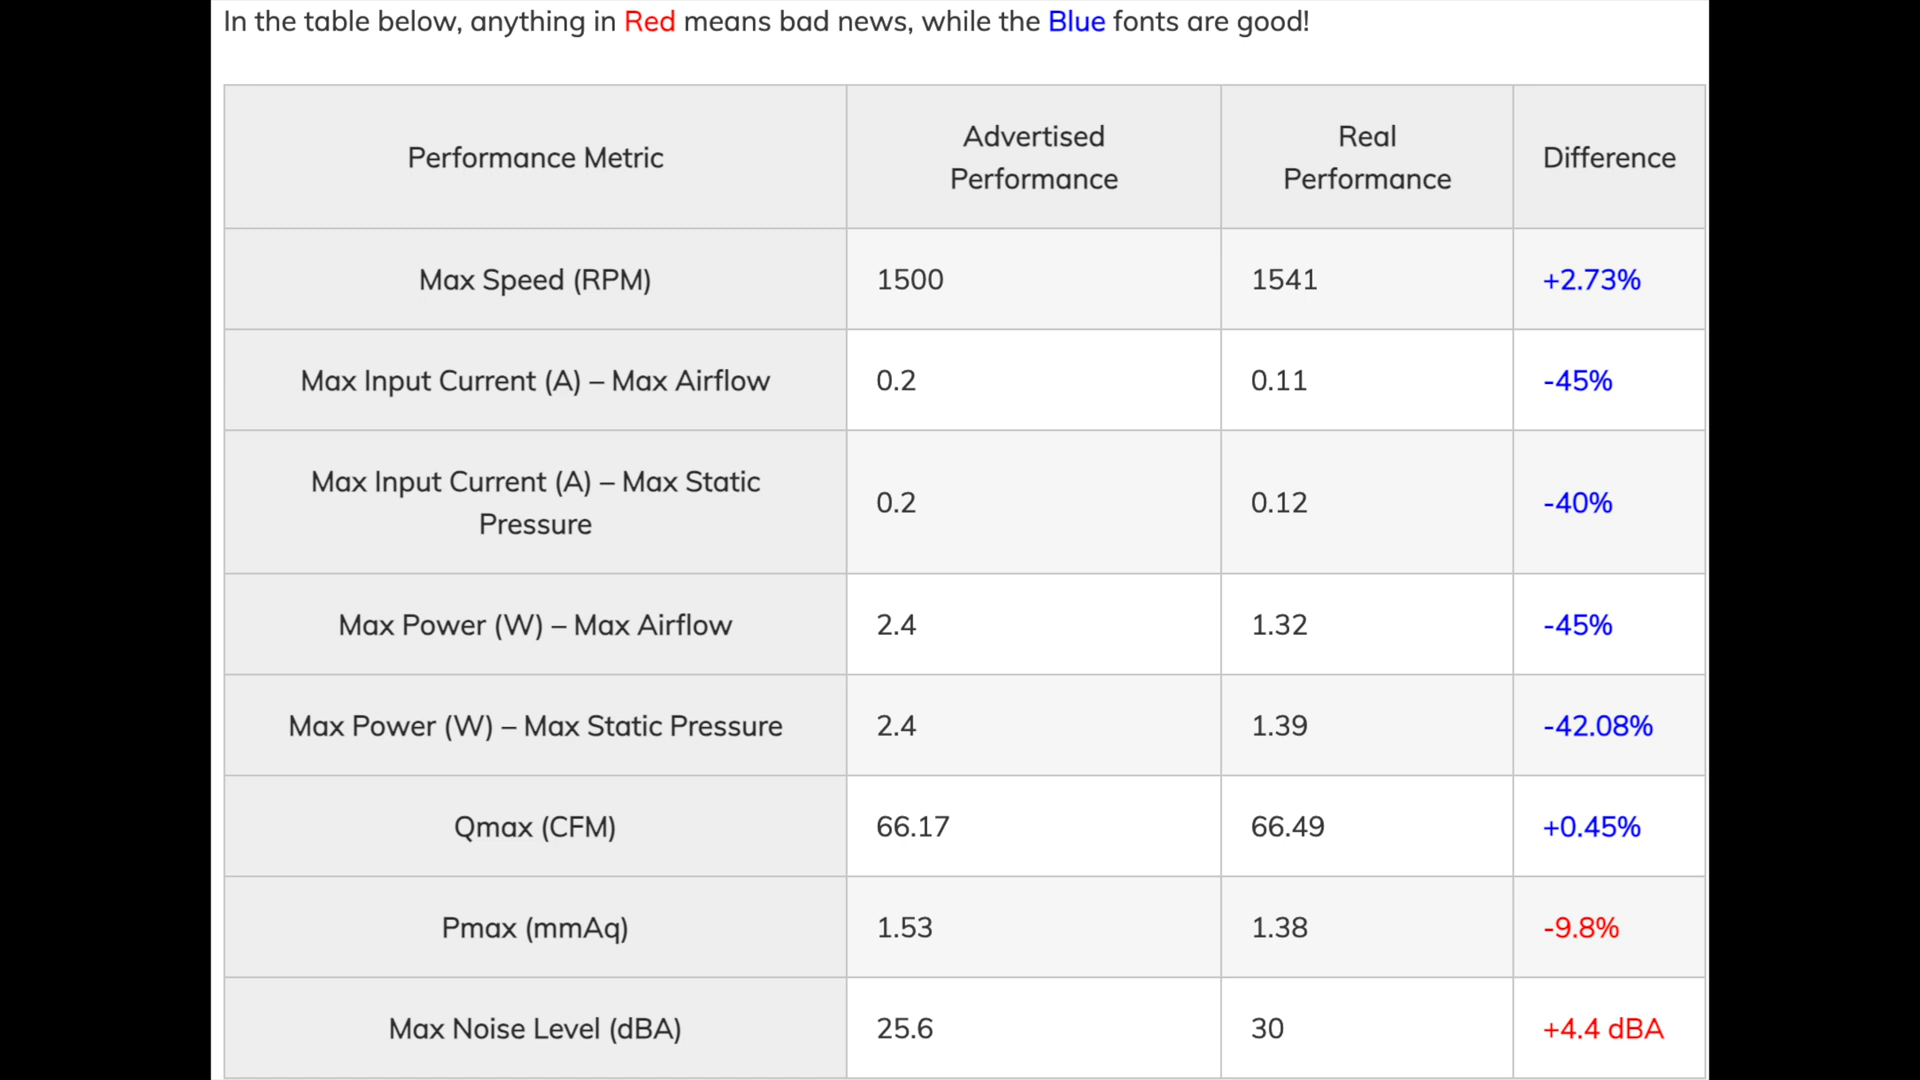 In the table below, anything in Red means bad news, while the Blue fonts are good!
Performance Metric
Advertised
Performance
Real
Performance
Difference
Max Speed (RPM)
1500
1541
+2.73%
Max Input Current (A) – Max Airflow
0.2
0.11
-45%
Max Input Current (A) – Max Static
Pressure
0.2
0.12
-40%
Max Power (W) – Max Airflow
2.4
1.32
-45%
Max Power (W) – Max Static Pressure
2.4
1.39
-42.08%
Qmax (CFM)
66.17
66.49
+0.45%
Pmax (mmAq)
1.53
1.38
-9.8%
Max Noise Level (dBA)
25.6
30
+4.4 dBA